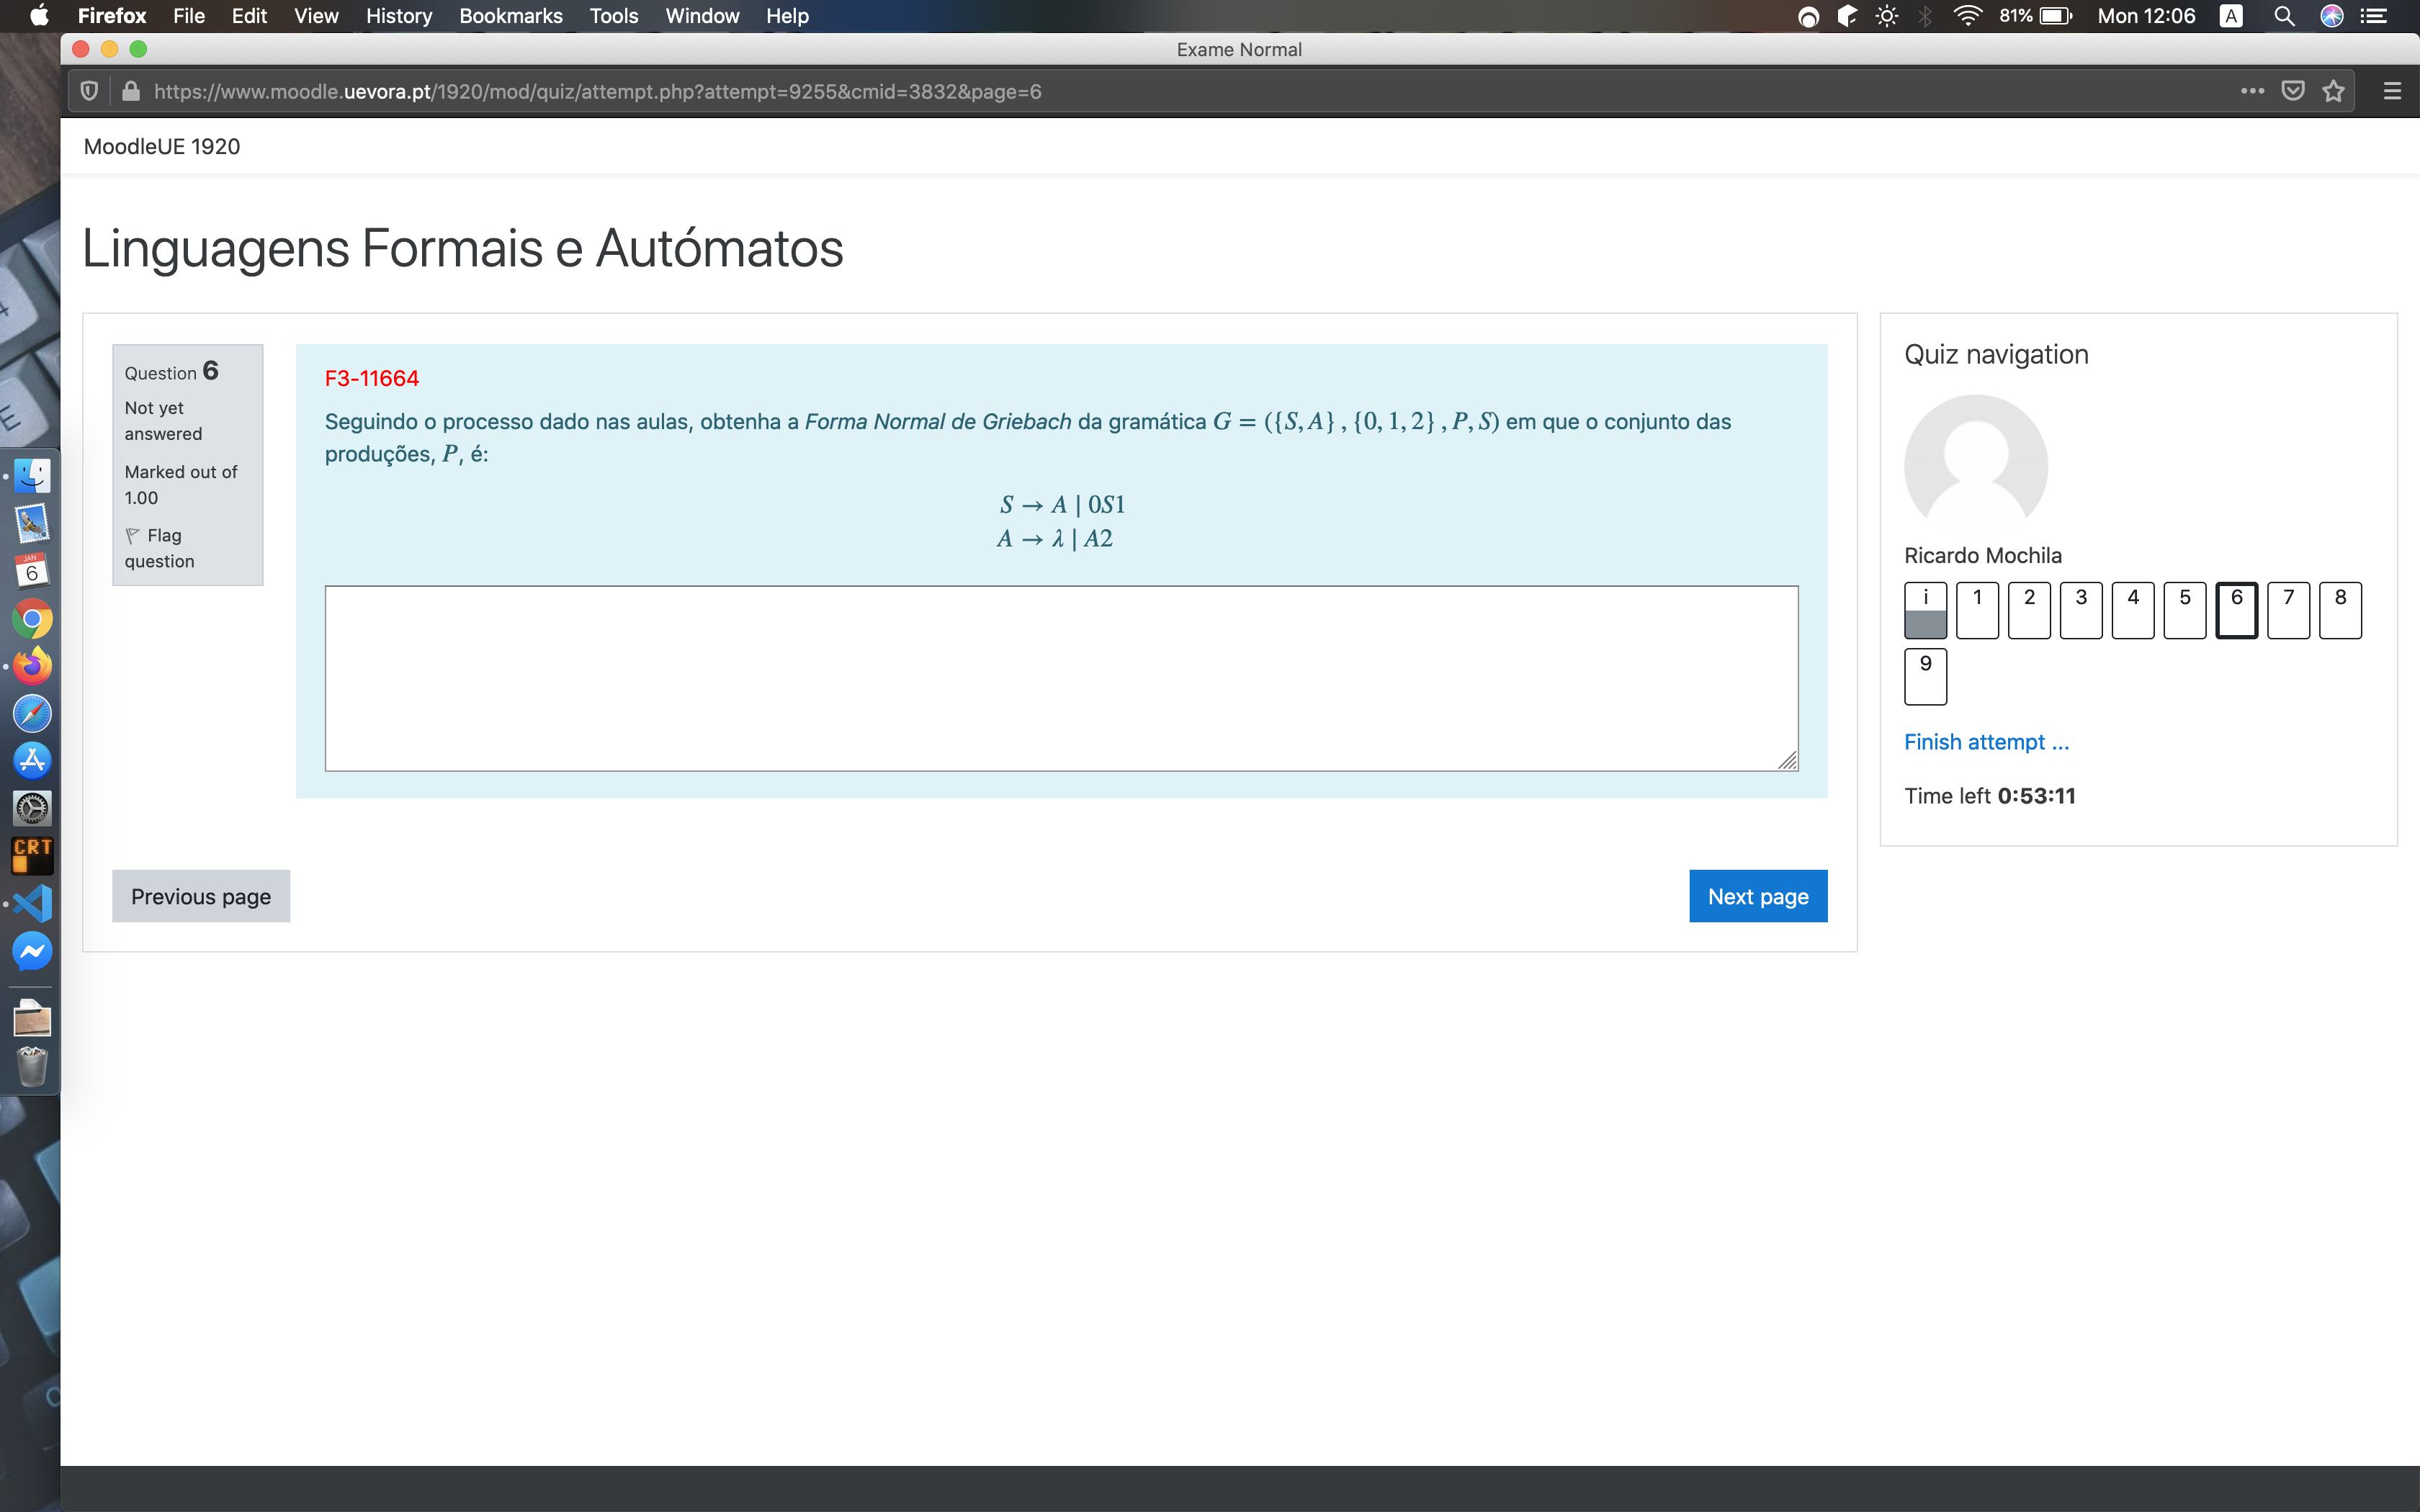 Firefox File Edit View History Bookmarks Tools Window Help 81% Mon 12:06 A
Exame Normal
https://www.moodle.uevora.pt/1920/mod/quiz/attempt.php?attempt=9255&cmid=3832&page=6
MoodleUE 1920
Linguagens Formais e Autómatos
Question 6
Not yet
answered
Marked out of
1.00
Flag
question
F3-11664
Seguindo o processo dado nas aulas, obtenha a Forma Normal de Griebach da gramática G = ({S, A} , {0, 1, 2} , P, S) em que o conjunto das
produções, P, é:
S → A | 0S1
A → λ | A2
Previous page
Next page
Quiz navigation
Ricardo Mochila
i 1 2 3 4 5 6 7 8
9
Finish attempt ...
Time left 0:53:11
JAN
6
CRT